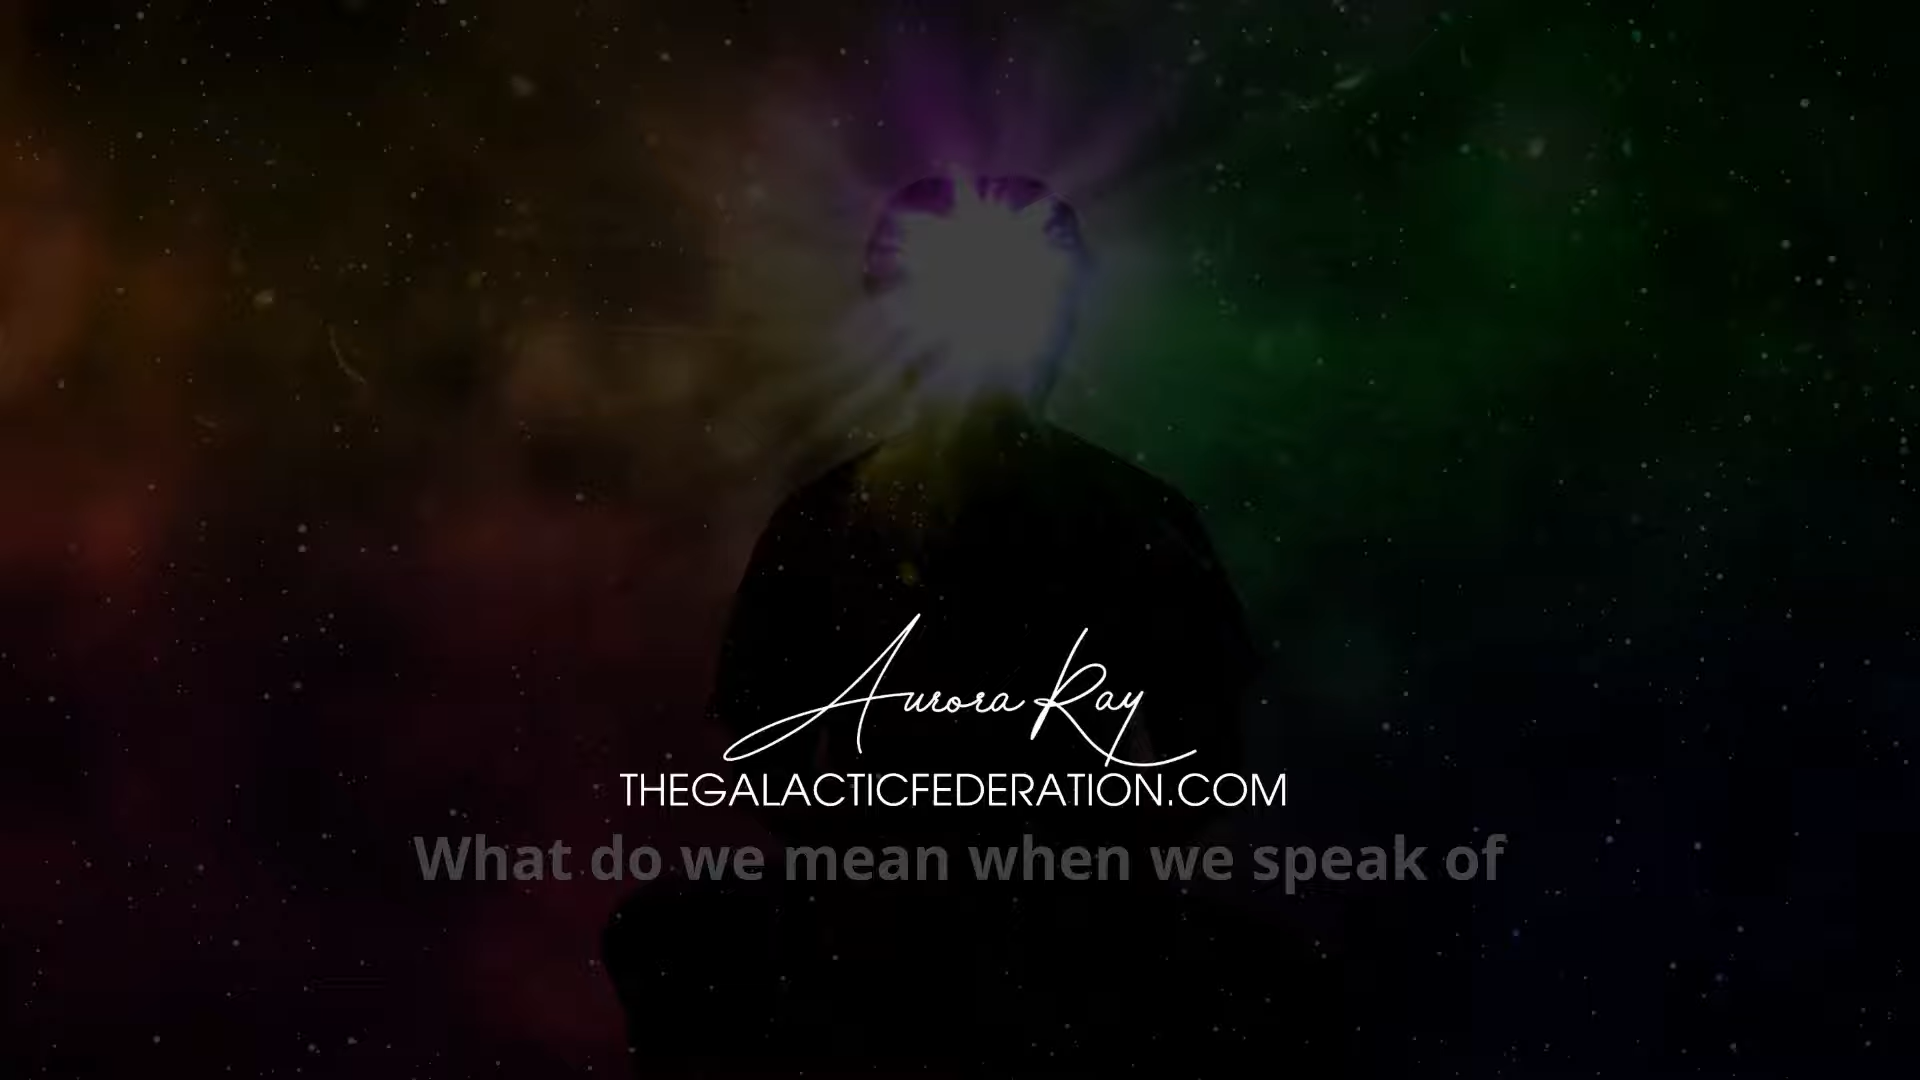 Aurora Ray
THEGALACTICFEDERATION.COM
What do we mean when we speak of